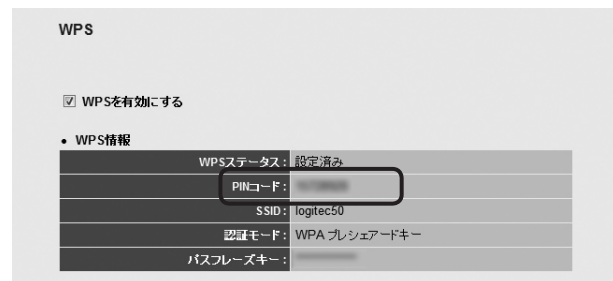 WPS
WPSを有効にする
• WPS情報
WPSステータス: 設定済み
PINコード:
SSID: logitec50
認証モード: WPA プレシェアードキー
パスフレーズキー: